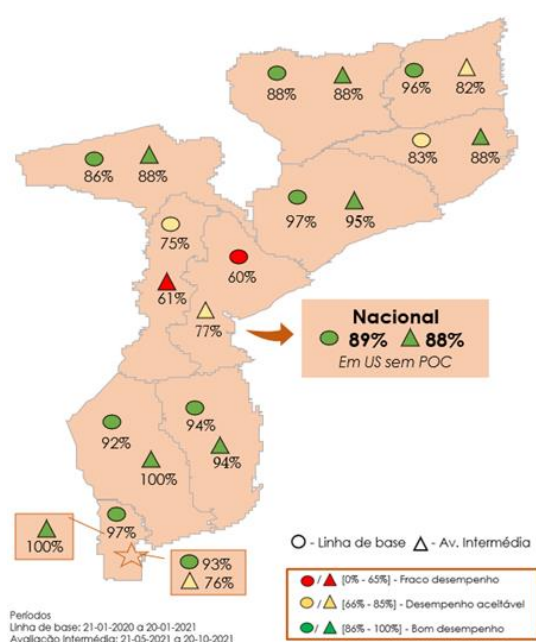 88% 88% 96% 82%
83% 88%
86% 88%
97% 95%
75%
60%
61%
77%
Nacional
89% 88%
Em US sem POC
94%
92%
94%
100%
97%
100%
93%
76%
- Linha de base - Av. Intermédia
/ [0% - 65%] - Fraco desempenho
/ [66% - 85%] - Desempenho aceitável
/ [86% - 100%] - Bom desempenho
Períodos
Linha de base: 21-01-2020 a 20-01-2021
Avaliação Intermédia: 21-05-2021 a 20-10-2021